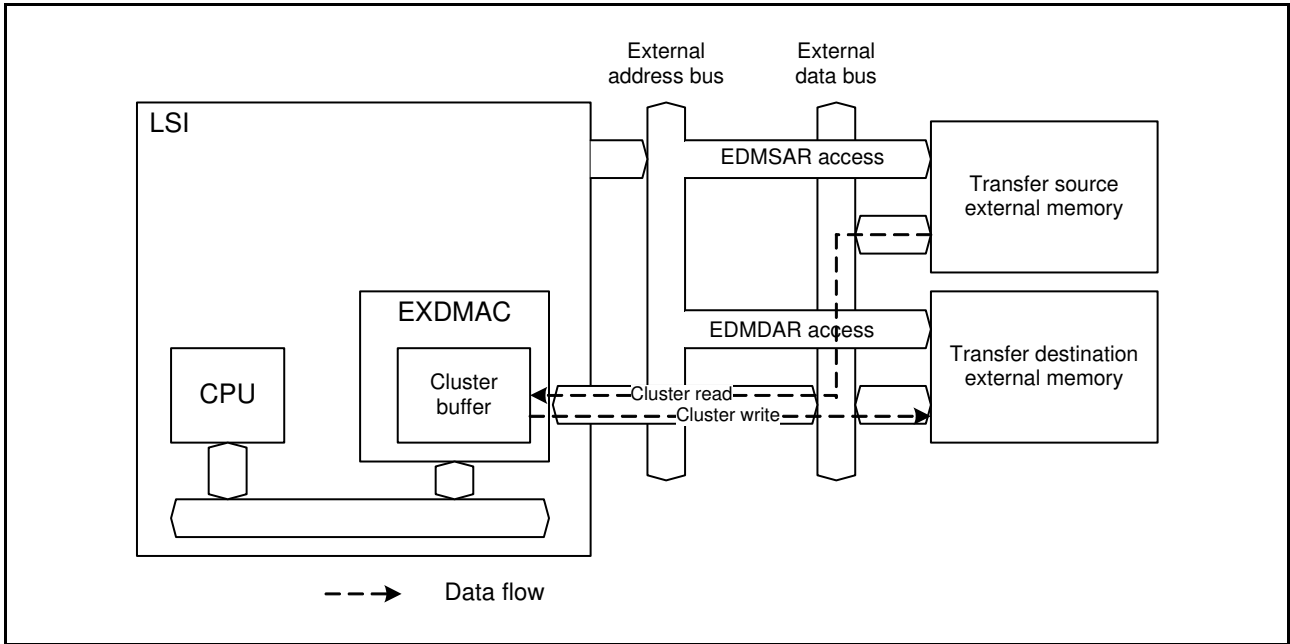 External
address bus
External
data bus
LSI
EDMSAR access
Transfer source
external memory
EXDMAC
EDMDAR access
Transfer destination
external memory
CPU
Cluster
buffer
Cluster read
Cluster write
Data flow